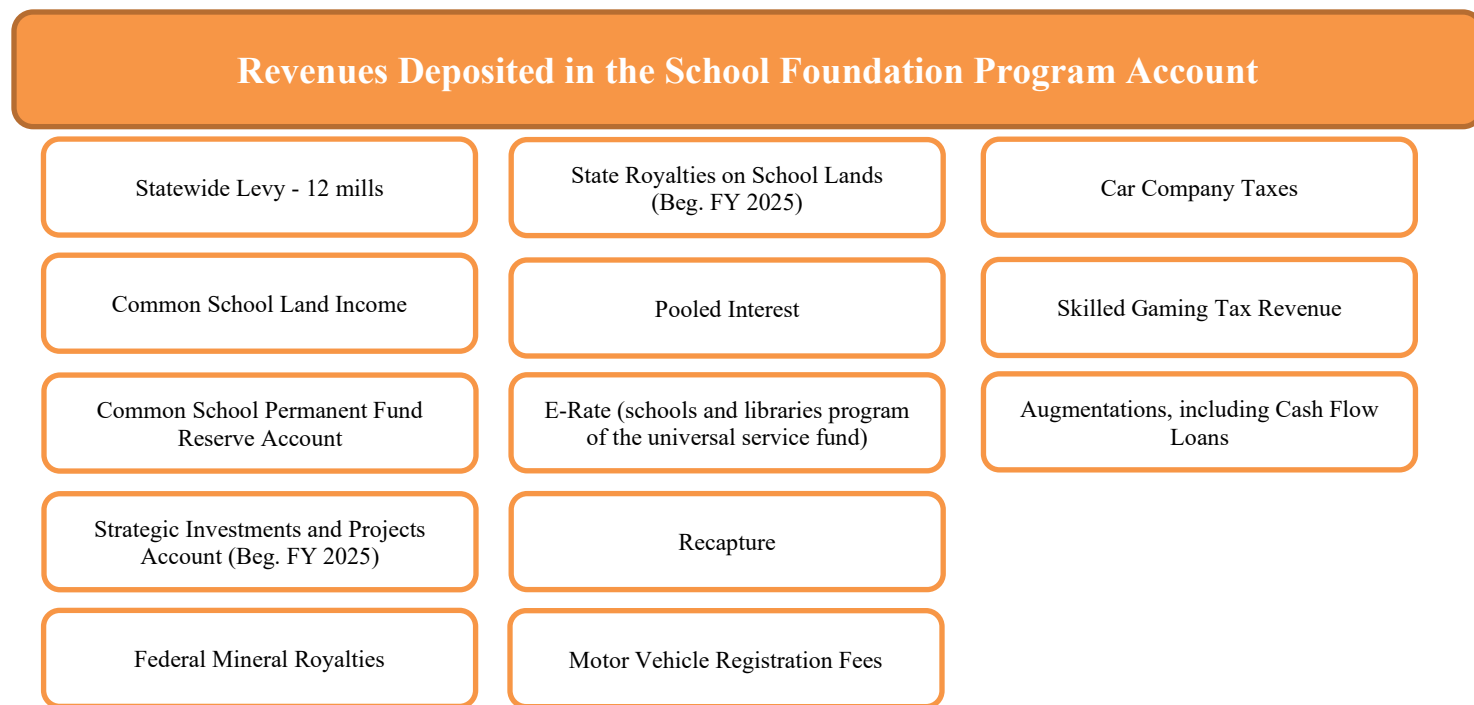 Revenues Deposited in the School Foundation Program Account
Statewide Levy - 12 mills
Common School Land Income
Common School Permanent Fund
Reserve Account
Strategic Investments and Projects
Account (Beg. FY 2025)
Federal Mineral Royalties
State Royalties on School Lands
(Beg. FY 2025)
Pooled Interest
E-Rate (schools and libraries program
of the universal service fund)
Recapture
Motor Vehicle Registration Fees
Car Company Taxes
Skilled Gaming Tax Revenue
Augmentations, including Cash Flow
Loans